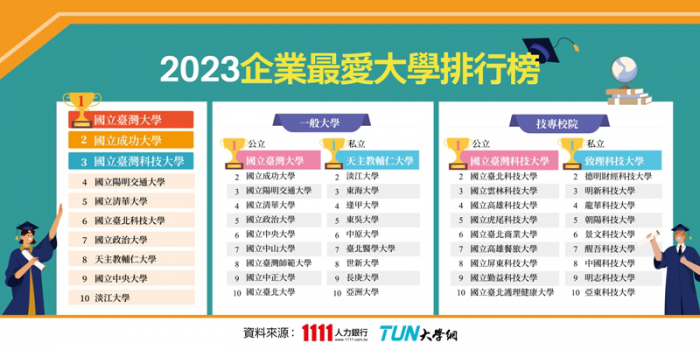 2023企業最愛大學排行榜
1 國立臺灣大學
2 國立成功大學
3 國立臺灣科技大學
4 國立陽明交通大學
5 國立清華大學
6 國立臺北科技大學
7 國立政治大學
8 天主教輔仁大學
9 國立中央大學
10 淡江大學
一般大學
公立
1 國立臺灣大學
2 國立成功大學
3 國立陽明交通大學
4 國立清華大學
5 國立政治大學
6 國立中央大學
7 國立中山大學
8 國立臺灣師範大學
9 國立中正大學
10 國立臺北大學
私立
1 天主教輔仁大學
2 淡江大學
3 東海大學
4 逢甲大學
5 東吳大學
6 中原大學
7 臺北醫學大學
8 世新大學
9 長庚大學
10 亞洲大學
技專校院
公立
1 國立臺灣科技大學
2 國立臺北科技大學
3 國立雲林科技大學
4 國立高雄科技大學
5 國立虎尾科技大學
6 國立臺北商業大學
7 國立高雄餐旅大學
8 國立屏東科技大學
9 國立勤益科技大學
10 國立臺北護理健康大學
私立
1 致理科技大學
2 德明財經科技大學
3 明新科技大學
4 龍華科技大學
5 朝陽科技大學
6 景文科技大學
7 醒吾科技大學
8 中國科技大學
9 明志科技大學
10 亞東科技大學
資料來源：1111人力銀行 www.1111.com.tw TUN大學網